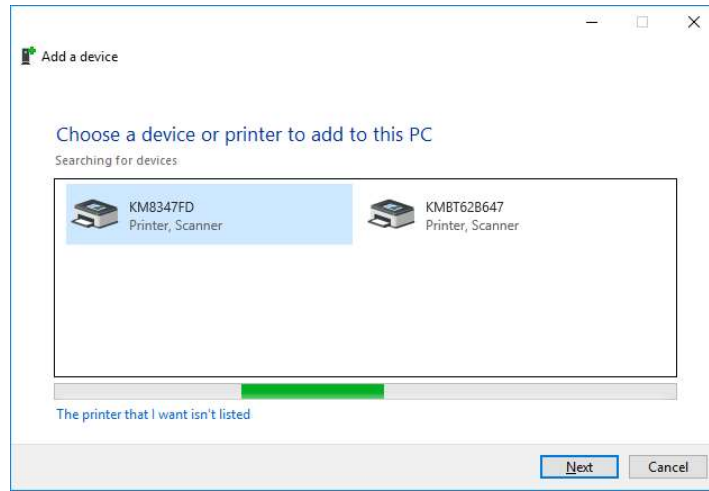 Add a device
Choose a device or printer to add to this PC
Searching for devices
KM8347FD
Printer, Scanner
KMBT62B647
Printer, Scanner
The printer that I want isn't listed
Next
Cancel